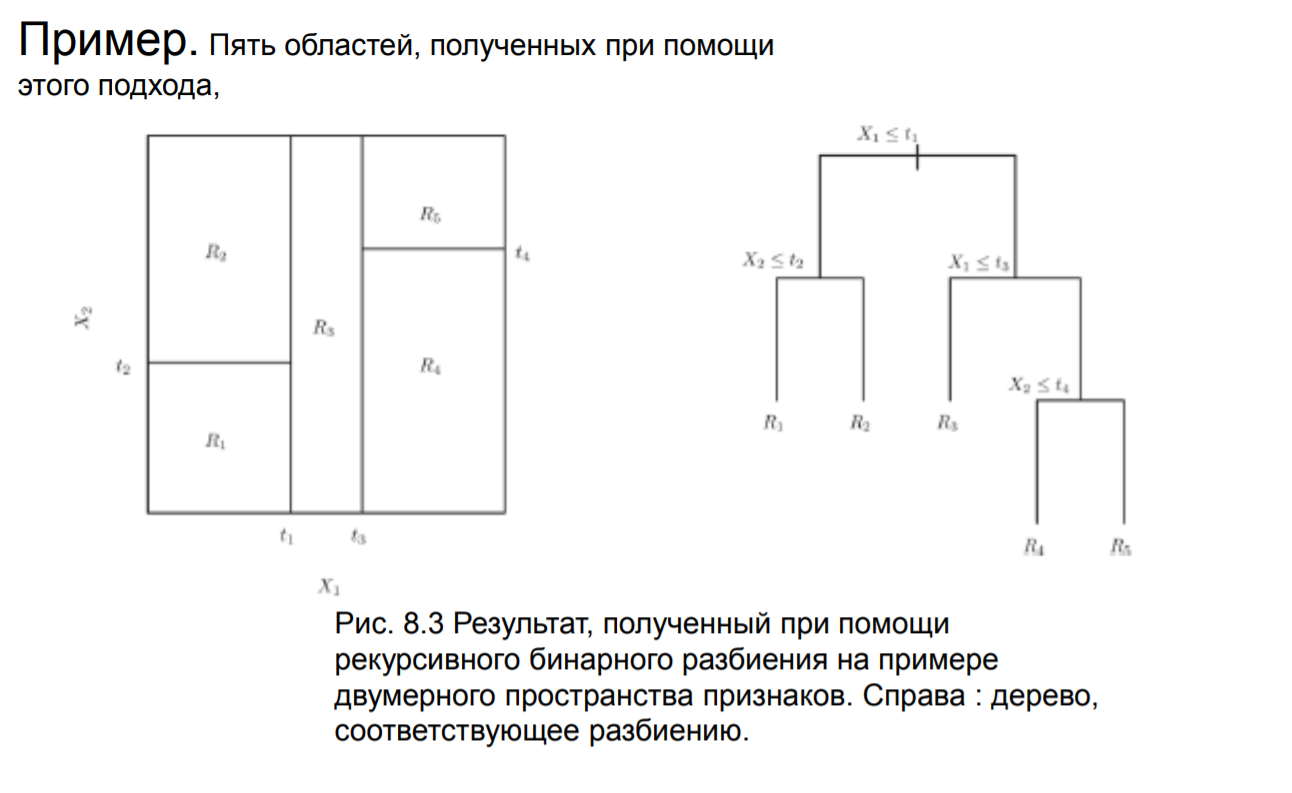 Пример. Пять областей, полученных при помощи
этого подхода,
X₁ ≤ t₁
R₅
R₂
t₄
X₂ ≤ t₂
X₁ ≤ t₃
X₂
R₃
t₂
R₄
X₂ ≤ t₄
R₁
R₁
R₂
R₃
t₁
t₃
R₄
R₅
X₁
Рис. 8.3 Результат, полученный при помощи
рекурсивного бинарного разбиения на примере
двумерного пространства признаков. Справа : дерево,
соответствующее разбиению.